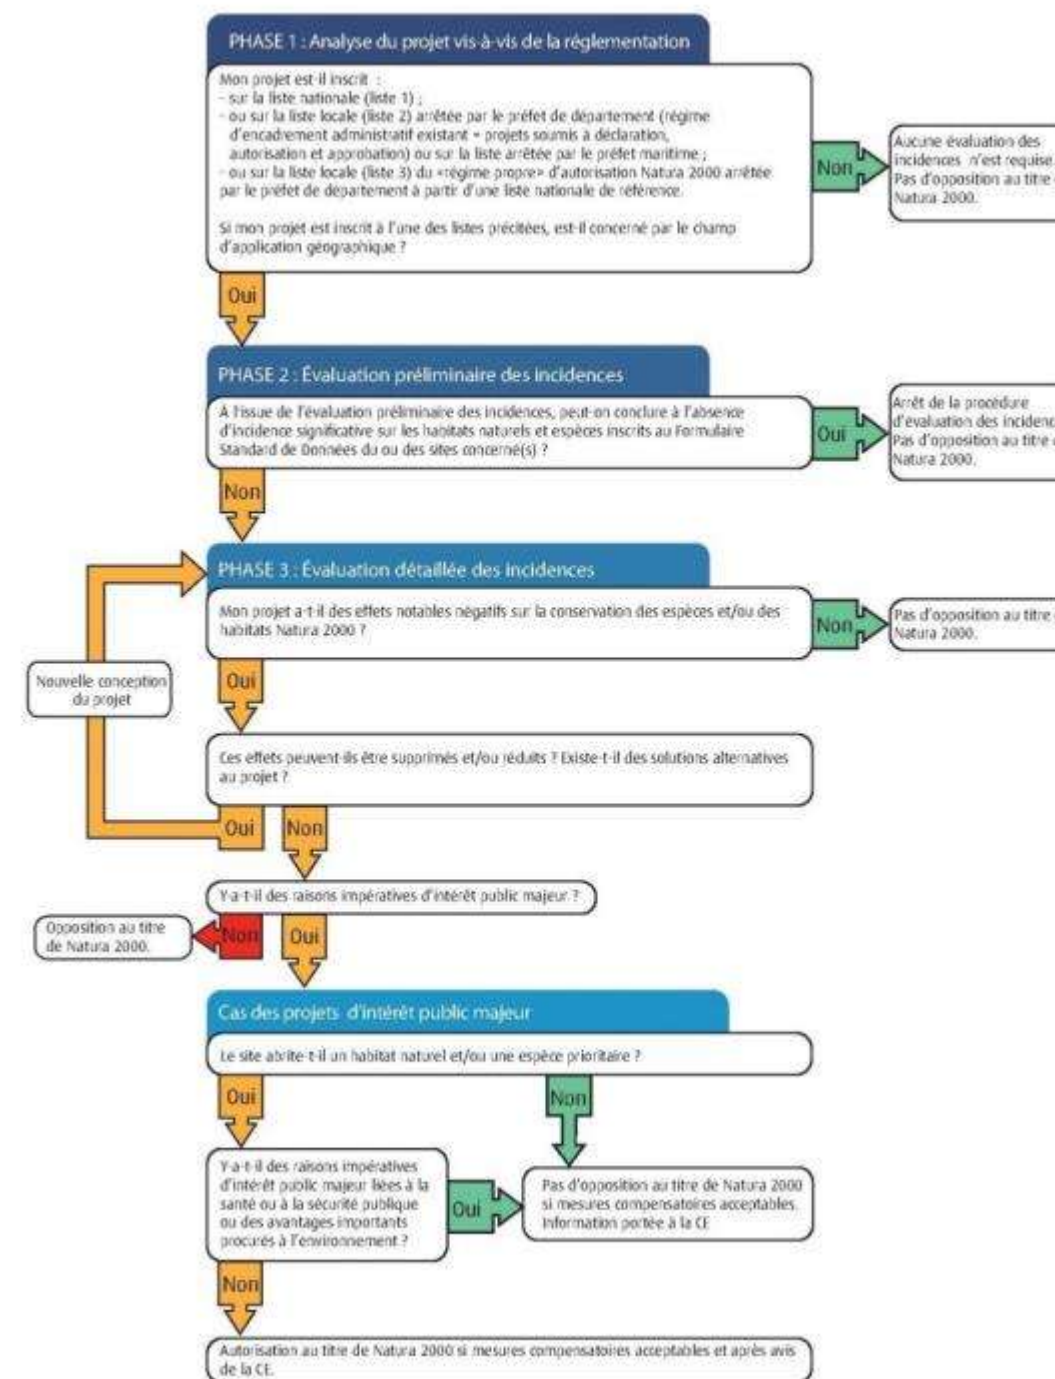 PHASE 1 : Analyse du projet vis-à-vis de la réglementation
Mon projet est-il inscrit :
- sur la liste nationale (liste 1) ;
- ou sur la liste locale (liste 2) arrêtée par le préfet de département (régime
d'encadrement administratif existant = projets soumis à déclaration,
autorisation et approbation) ou sur la liste arrêtée par le préfet maritime ;
- ou sur la liste locale (liste 3) du «régime propre» d'autorisation Natura 2000 arrêtée
par le préfet de département à partir d'une liste nationale de référence.
Si mon projet est inscrit à l'une des listes précitées, est-il concerné par le champ
d'application géographique ?
Non
Aucune évaluation des
incidences n'est requise.
Pas d'opposition au titre
Natura 2000.
Oui
PHASE 2 : Évaluation préliminaire des incidences
À l'issue de l'évaluation préliminaire des incidences, peut-on conclure à l'absence
d'incidence significative sur les habitats naturels et espèces inscrits au Formulaire
Standard de Données du ou des sites concerné(s) ?
Oui
Arrêt de la procédure
d'évaluation des incidenc
Pas d'opposition au titre
Natura 2000.
Non
PHASE 3 : Évaluation détaillée des incidences
Mon projet a-t-il des effets notables négatifs sur la conservation des espèces et/ou des
habitats Natura 2000 ?
Non
Pas d'opposition au titre
Natura 2000.
Nouvelle conception
du projet
Oui
Ces effets peuvent-ils être supprimés et/ou réduits ? Existe-t-il des solutions alternatives
au projet ?
Oui
Non
Y-a-t-il des raisons impératives d'intérêt public majeur ?
Opposition au titre
de Natura 2000.
Non
Oui
Cas des projets d'intérêt public majeur
Le site abrite-t-il un habitat naturel et/ou une espèce prioritaire ?
Oui
Non
Y-a-t-il des raisons impératives
d'intérêt public majeur liées à la
santé ou à la sécurité publique
ou des avantages importants
procurés à l'environnement ?
Oui
Pas d'opposition au titre de Natura 2000
si mesures compensatoires acceptables.
Information portée à la CE
Non
Autorisation au titre de Natura 2000 si mesures compensatoires acceptables et après avis
de la CE.